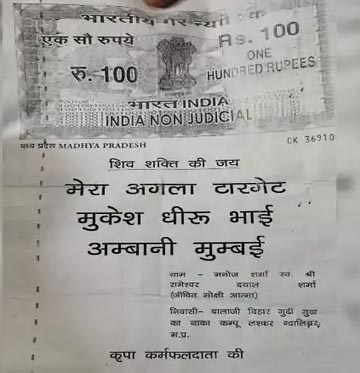 भारतीय गैर न्यायिक
एक सौ रुपये
Rs. 100
ONE
रु. 100
HUNDRED RUPEES
भारत INDIA
INDIA NON JUDICIAL
मध्य प्रदेश MADHYA PRADESH
CK 36910
शिव शक्ति की जय
मेरा अगला टारगेट
मुकेश धीरू भाई
अम्बानी मुम्बई
नाम - मनोज शर्मा स्व. श्री
रामेश्वर दयाल शर्मा
(जीवित मोक्षी आत्मा)
निवासी- बालाजी विहार गुढ़ी गुढ़ा
का नाका कम्पू लश्कर ग्वालियर,
म.प्र.
कृपा कर्मफलदाता की